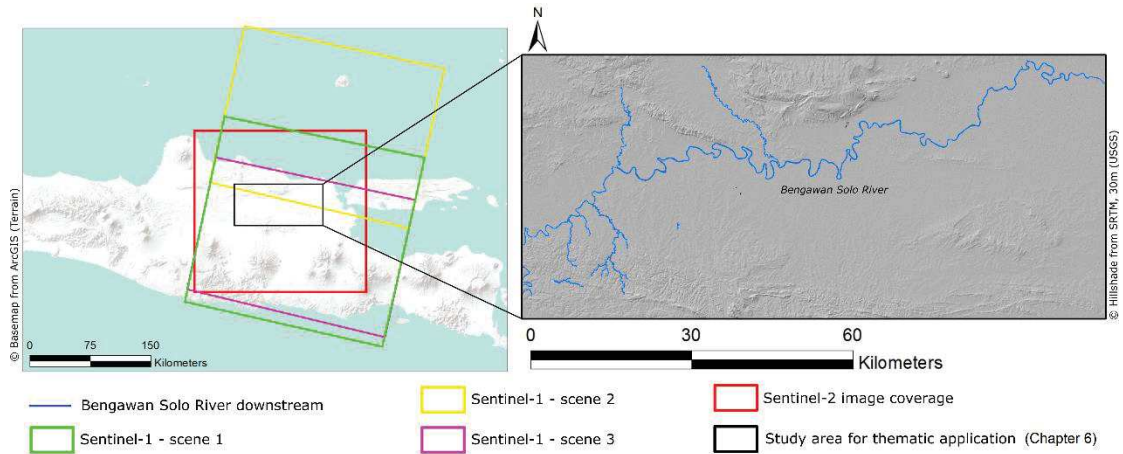 N
© Basemap from ArcGIS (Terrain)
0 75 150
Kilometers
Bengawan Solo River
© Hillshade from SRTM, 30m (USGS)
0 30 60
Kilometers
Bengawan Solo River downstream
Sentinel-1 - scene 1
Sentinel-1 - scene 2
Sentinel-1 - scene 3
Sentinel-2 image coverage
Study area for thematic application (Chapter 6)